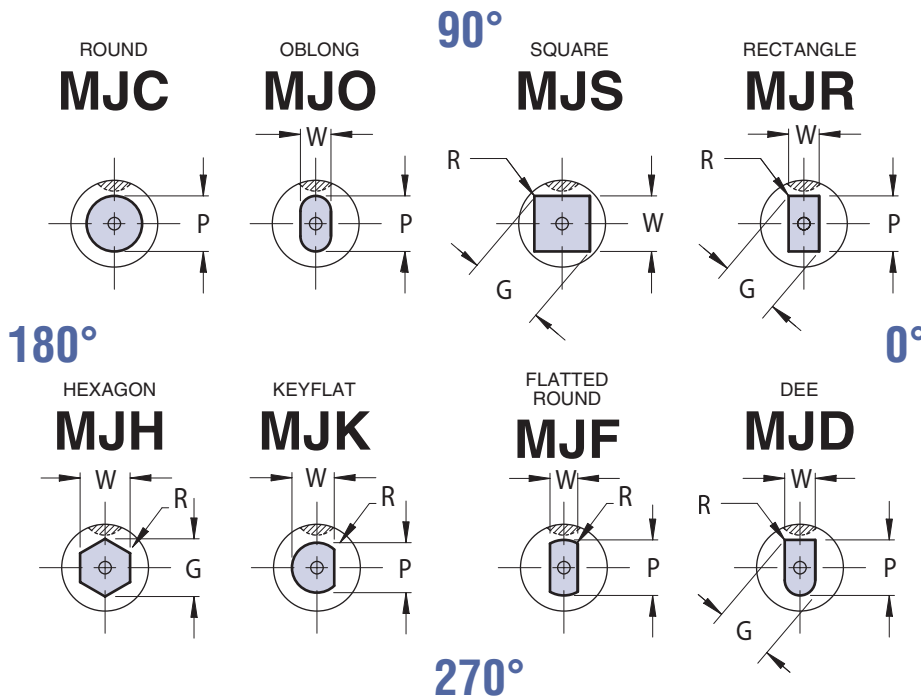 90°
ROUND
MJC
P
OBLONG
MJO
W
P
SQUARE
MJS
R
W
G
RECTANGLE
MJR
W
R
P
G
180°
0°
HEXAGON
MJH
W
R
G
KEYFLAT
MJK
W
R
P
FLATTED
ROUND
MJF
W
R
P
DEE
MJD
W
R
P
G
270°